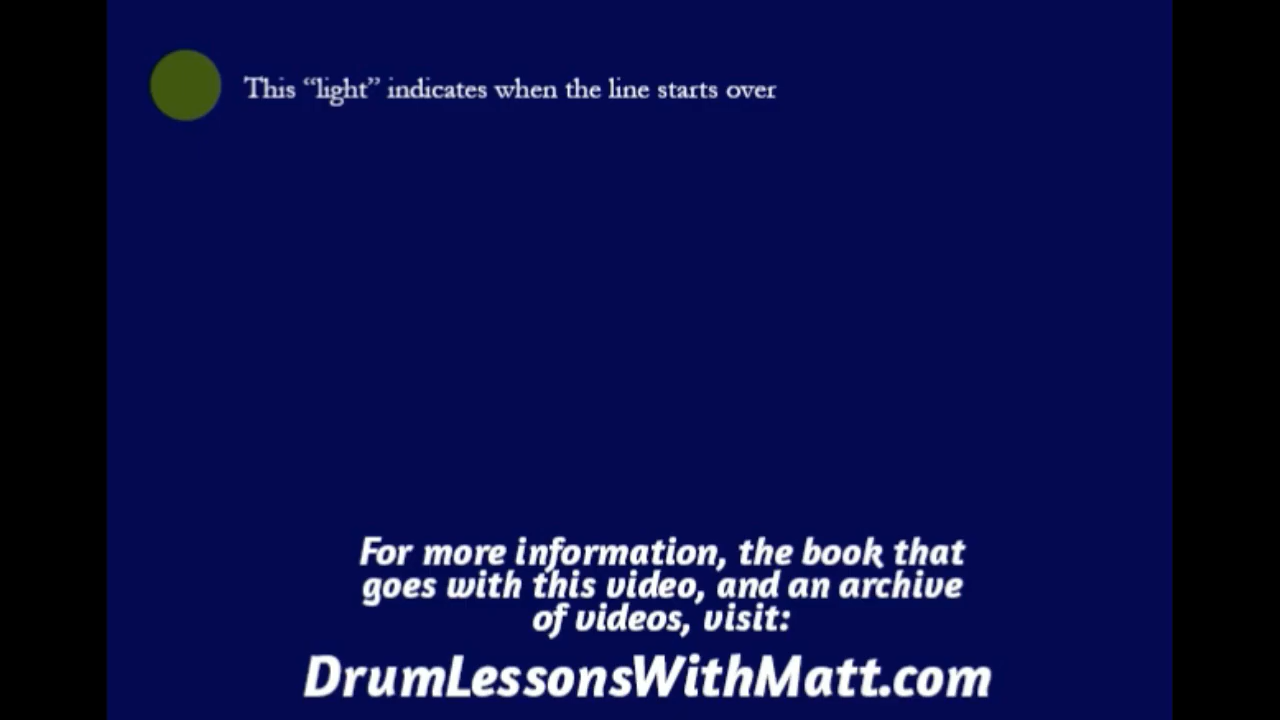 This “light” indicates when the line starts over
For more information, the book that
goes with this video, and an archive
of videos, visit:
DrumLessonsWithMatt.com